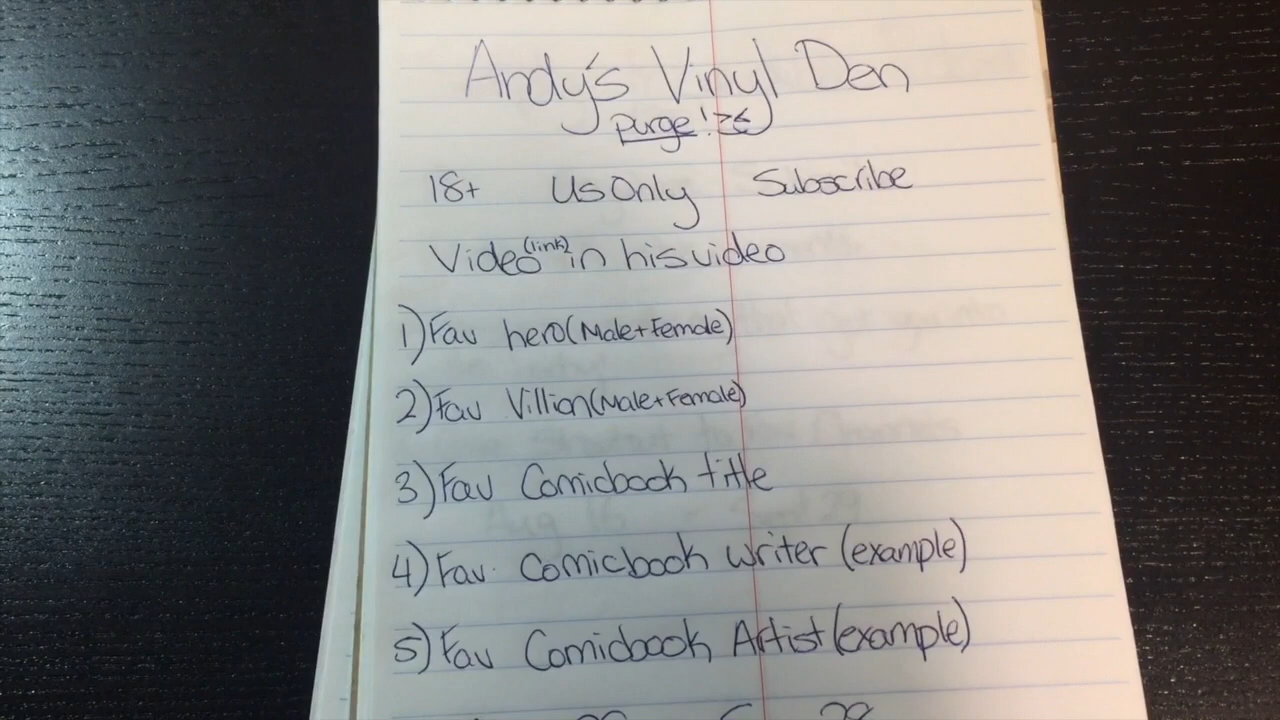 Andy's Vinyl Den
purge!><
18+ Us Only Subscribe
Video (link) in his video
1) Fav hero (Male+Female)
2) Fav Villian (Male+Female)
3) Fav Comicbook title
4) Fav. Comicbook writer (example)
5) Fav Comicbook Artist (example)